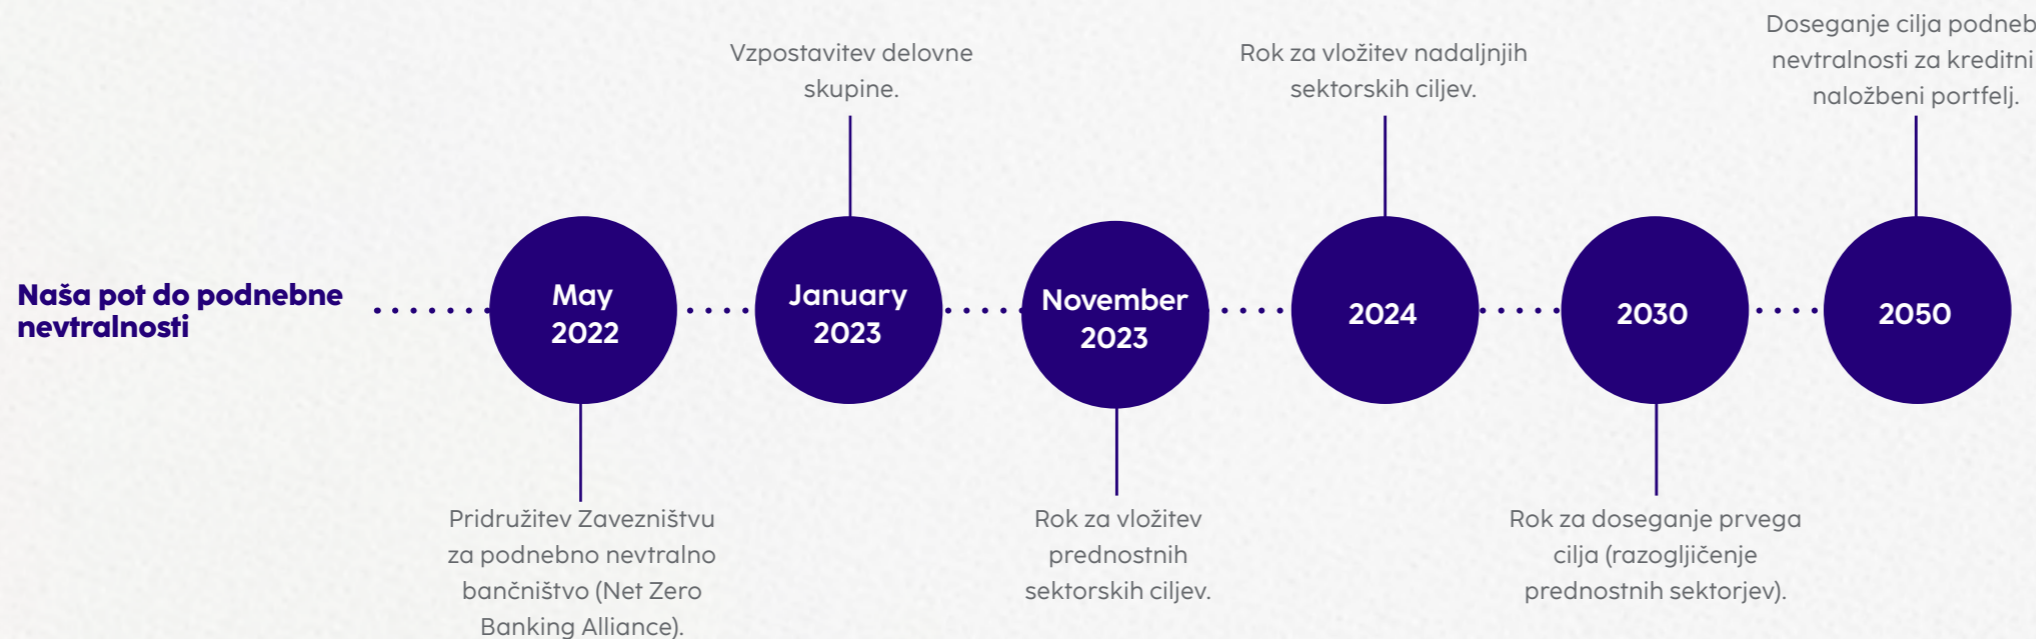 Naša pot do podnebne
nevtralnosti
May
2022
Pridružitev Zavezništvu
za podnebno nevtralno
bančništvo (Net Zero
Banking Alliance).
Vzpostavitev delovne
skupine.
January
2023
November
2023
Rok za vložitev
prednostnih
sektorskih ciljev.
Rok za vložitev nadaljnjih
sektorskih ciljev.
2024
2030
Rok za doseganje prvega
cilja (razogljičenje
prednostnih sektorjev).
Doseganje cilja
nevtralnosti za kreditni
naložbeni portfelj.
2050